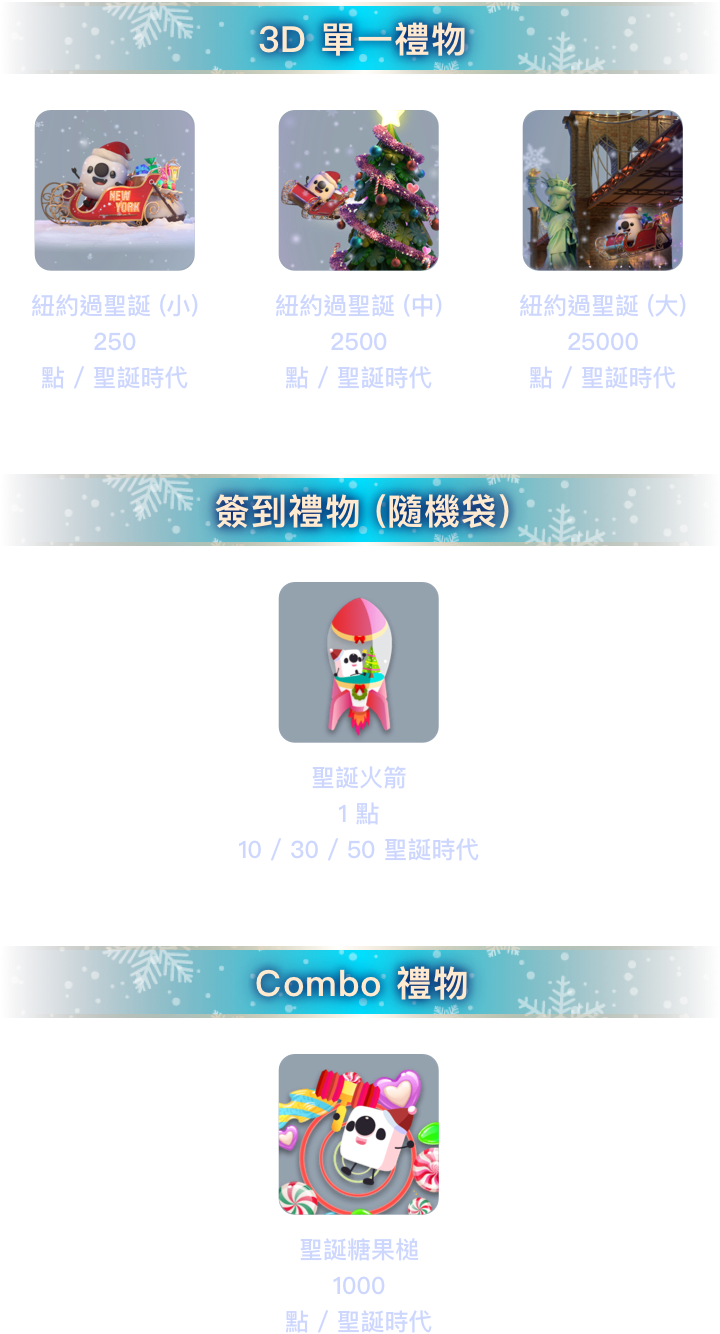 3D 單一禮物
NEW
YORK
紐約過聖誕 (小)
250
點 / 聖誕時代
紐約過聖誕 (中)
2500
點 / 聖誕時代
紐約過聖誕 (大)
25000
點 / 聖誕時代
簽到禮物 (隨機袋)
聖誕火箭
1 點
10 / 30 / 50 聖誕時代
Combo 禮物
聖誕糖果槌
1000
點 / 聖誕時代